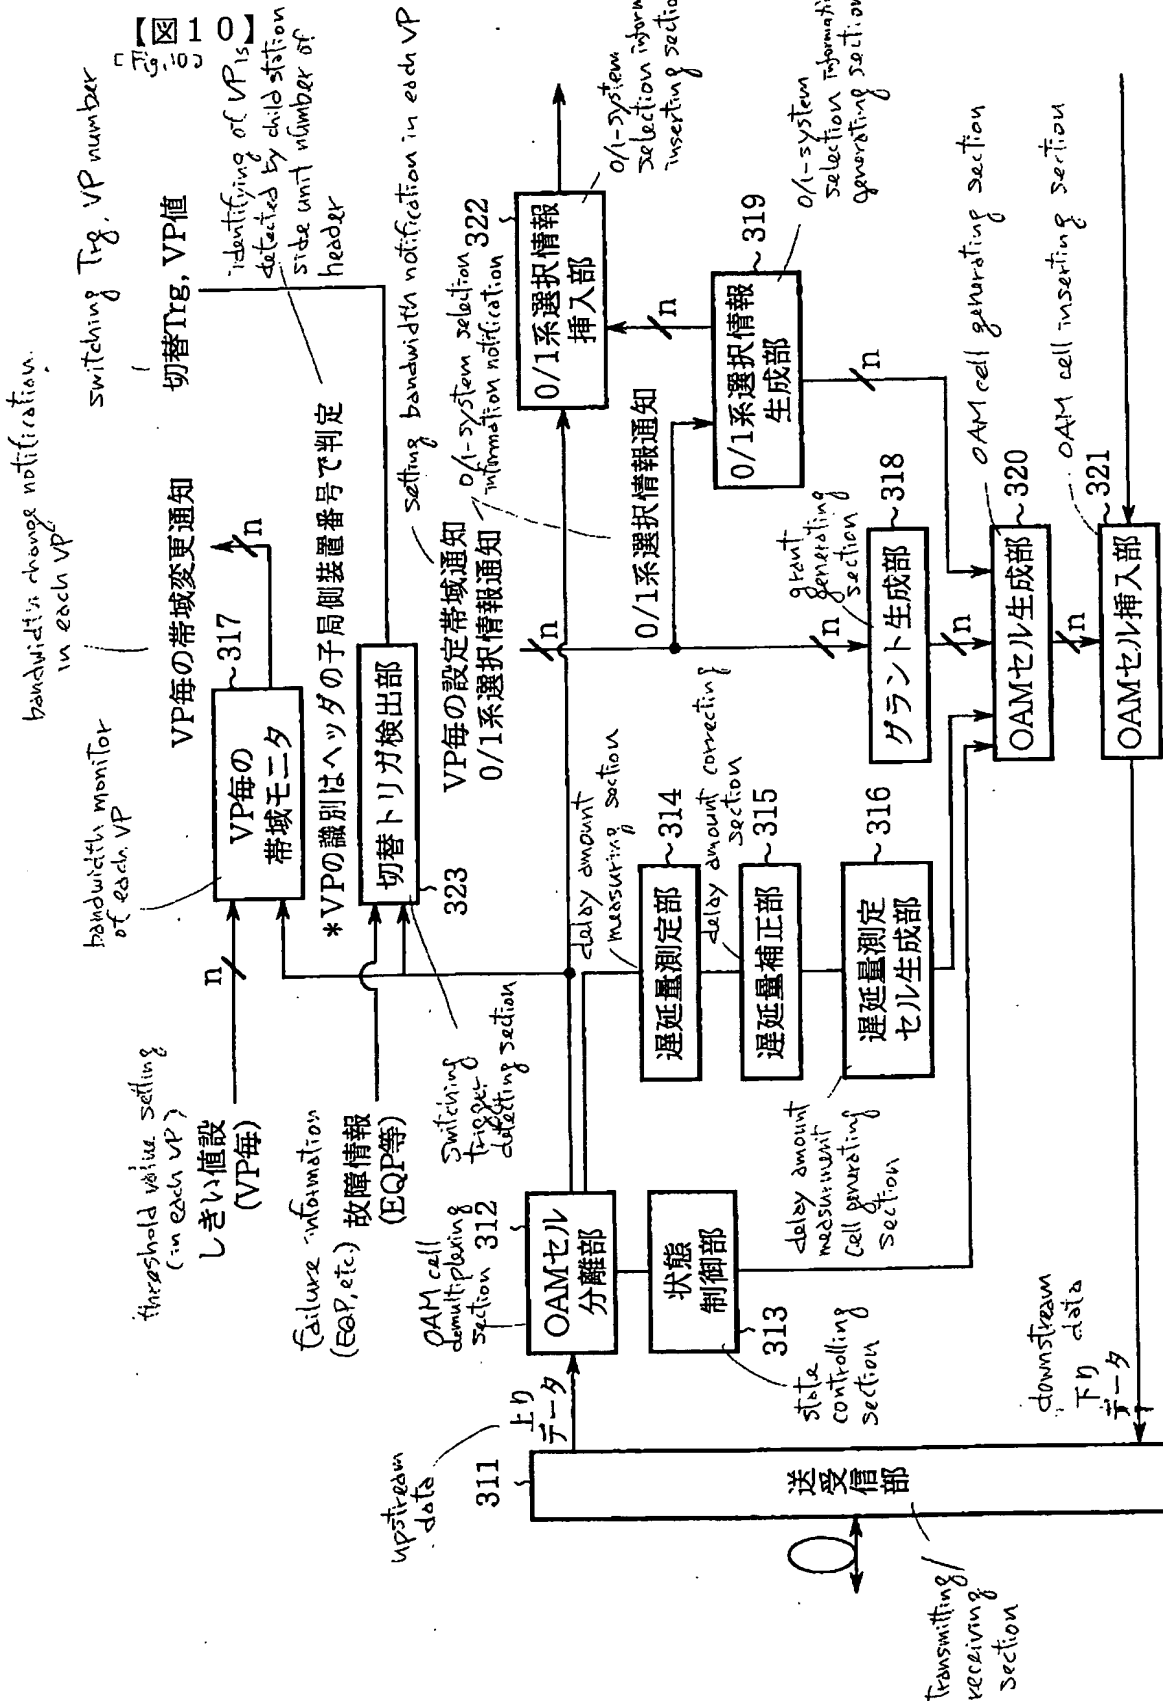 【図10】
[Fig. 10]
switching Trg, VP number
切替Trg, VP値
identifying of VP is
detected by child station
side unit number of
header
bandwidth change notification
in each VP
VP毎の帯域変更通知
n
bandwidth monitor
of each VP
317
VP毎の
帯域モニタ
n
threshold value setting
(in each VP)
しきい値設
(VP毎)
*VPの識別はヘッダの子局側装置番号で判定
切替トリガ検出部
323
switching
trigger
detecting section
failure information
(EQP, etc.)
故障情報
(EQP等)
setting bandwidth notification in each VP
VP毎の設定帯域通知
0/1系選択情報通知
0/1-system selection
information notification
n
322
0/1系選択情報
挿入部
0/1-system
selection
inserting section
0/1系選択情報通知
n
319
0/1系選択情報
生成部
0/1-system
selection information
generating section
n
OAM cell
demultiplexing
section
312
OAMセル
分離部
状態
制御部
313
state
controlling
section
delay amount
measuring section
314
遅延量測定部
delay amount correcting
section
315
遅延量補正部
316
遅延量測定
セル生成部
delay amount
measurement
cell generating
section
n
grant
generating
section
318
グラント生成部
n
OAM cell generating section
320
OAMセル生成部
n
OAM cell inserting section
321
OAMセル挿入部
upstream
data
上り
データ
311
送受信部
transmitting/
receiving
section
downstream
data
下り
データ